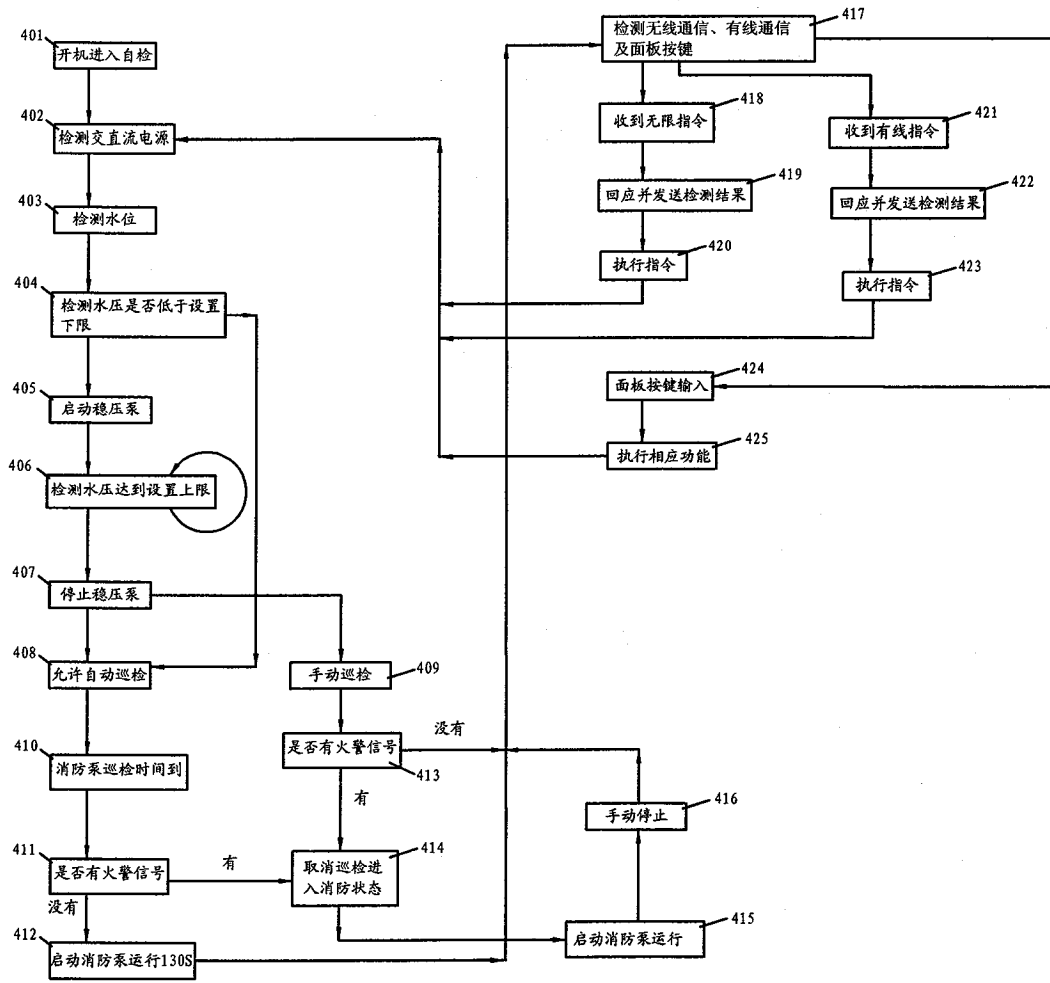 401
开机进入自检
402
检测交直流电源
403
检测水位
404
检测水压是否低于设置
下限
405
启动稳压泵
406
检测水压达到设置上限
407
停止稳压泵
408
允许自动巡检
409
手动巡检
410
消防泵巡检时间到
411
是否有火警信号
有
没有
412
启动消防泵运行130S
是否有火警信号
413
没有
有
414
取消巡检进
入消防状态
415
启动消防泵运行
416
手动停止
417
检测无线通信、有线通信
及面板按键
418
收到无限指令
419
回应并发送检测结果
420
执行指令
421
收到有线指令
422
回应并发送检测结果
423
执行指令
424
面板按键输入
425
执行相应功能